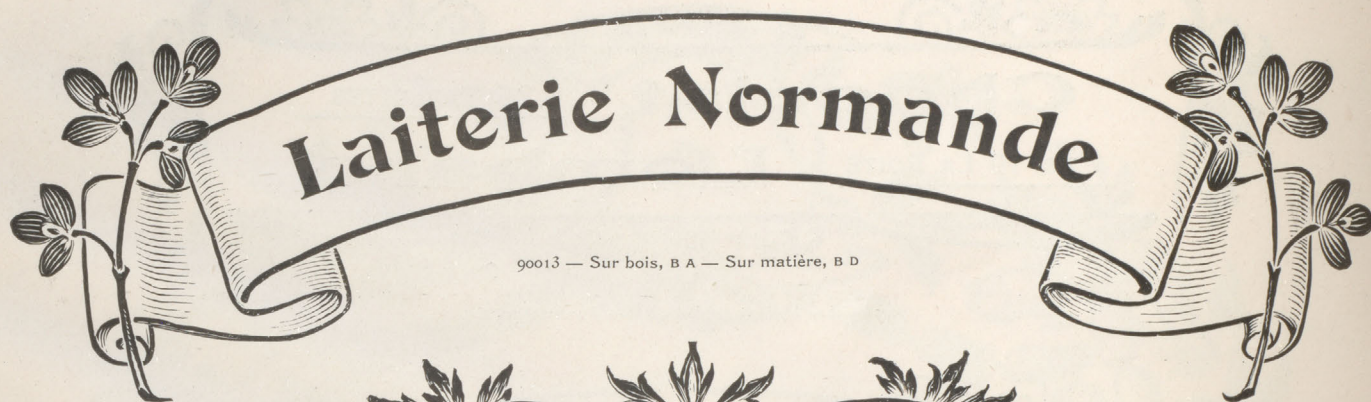 Laiterie Normande
90013 — Sur bois, B A — Sur matière, B D